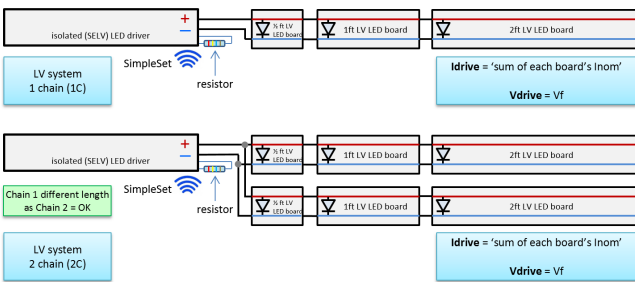 +
−
isolated (SELV) LED driver
½ ft LV
LED board
1ft LV LED board
2ft LV LED board
SimpleSet
resistor
LV system
1 chain (1C)
Idrive = 'sum of each board's Inom'
Vdrive = Vf
+
−
isolated (SELV) LED driver
½ ft LV
LED board
1ft LV LED board
2ft LV LED board
Chain 1 different length
as Chain 2 = OK
SimpleSet
resistor
½ ft LV
LED board
1ft LV LED board
2ft LV LED board
LV system
2 chain (2C)
Idrive = 'sum of each board's Inom'
Vdrive = Vf